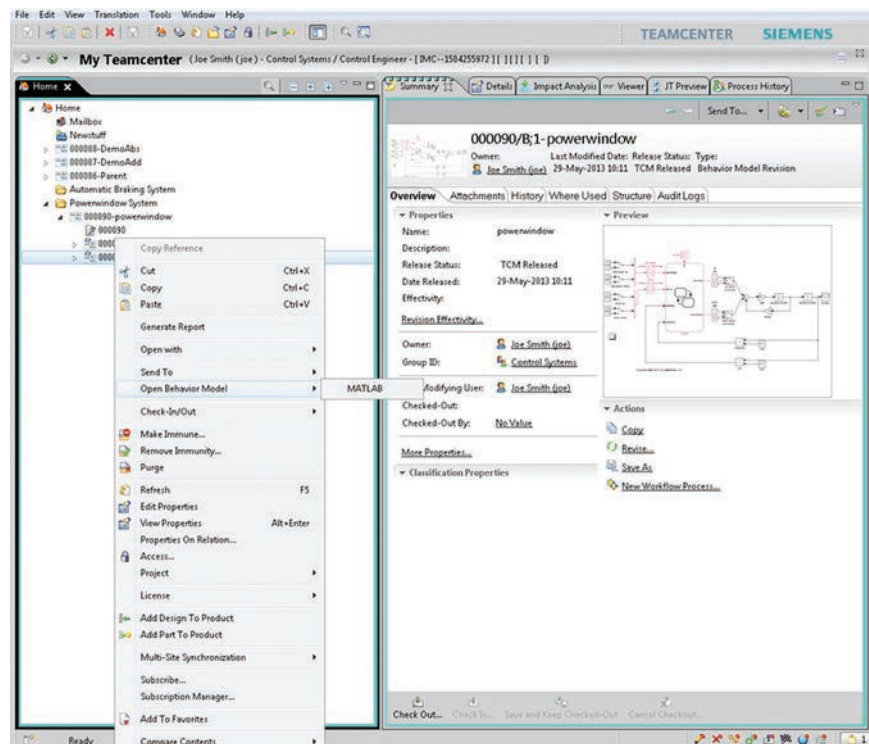 File Edit View Translation Tools Window Help
TEAMCENTER SIEMENS
My Teamcenter (Joe Smith (joe) - Control Systems / Control Engineer - [ IMC--1504255972 ] [ ] [ ] [ ] [ ])
Home
Summary Details Impact Analysis Viewer JT Preview Process History
Home
Mailbox
Newstuff
000088-DemoAbs
000087-DemoAdd
000086-Parent
Automatic Braking System
Powerwindow System
000090-powerwindow
000090
Copy Reference
Cut Ctrl+X
Copy Ctrl+C
Paste Ctrl+V
Generate Report
Open with
Send To
Open Behavior Model
MATLAB
Check-In/Out
Make Immune...
Remove Immunity...
Purge
Refresh F5
Edit Properties
View Properties Alt+Enter
Properties On Relation...
Access...
Project
License
Add Design To Product
Add Part To Product
Multi-Site Synchronization
Subscribe...
Subscription Manager...
Add To Favorites
Compare Contents
Send To...
000090/B;1-powerwindow
Owner: Last Modified Date: Release Status: Type:
Joe Smith (joe) 29-May-2013 10:11 TCM Released Behavior Model Revision
Overview Attachments History Where Used Structure Audit Logs
Properties
Name: powerwindow
Description:
Release Status: TCM Released
Date Released: 29-May-2013 10:11
Effectivity:
Revision Effectivity...
Owner: Joe Smith (joe)
Group ID: Control Systems
Modifying User: Joe Smith (joe)
Checked-Out:
Checked-Out By: No Value
More Properties...
Classification Properties
Preview
Actions
Copy
Revise...
Save As
New Workflow Process...
Check Out... Check In... Save and Keep Checked-Out Cancel Checkout...
Ready
1